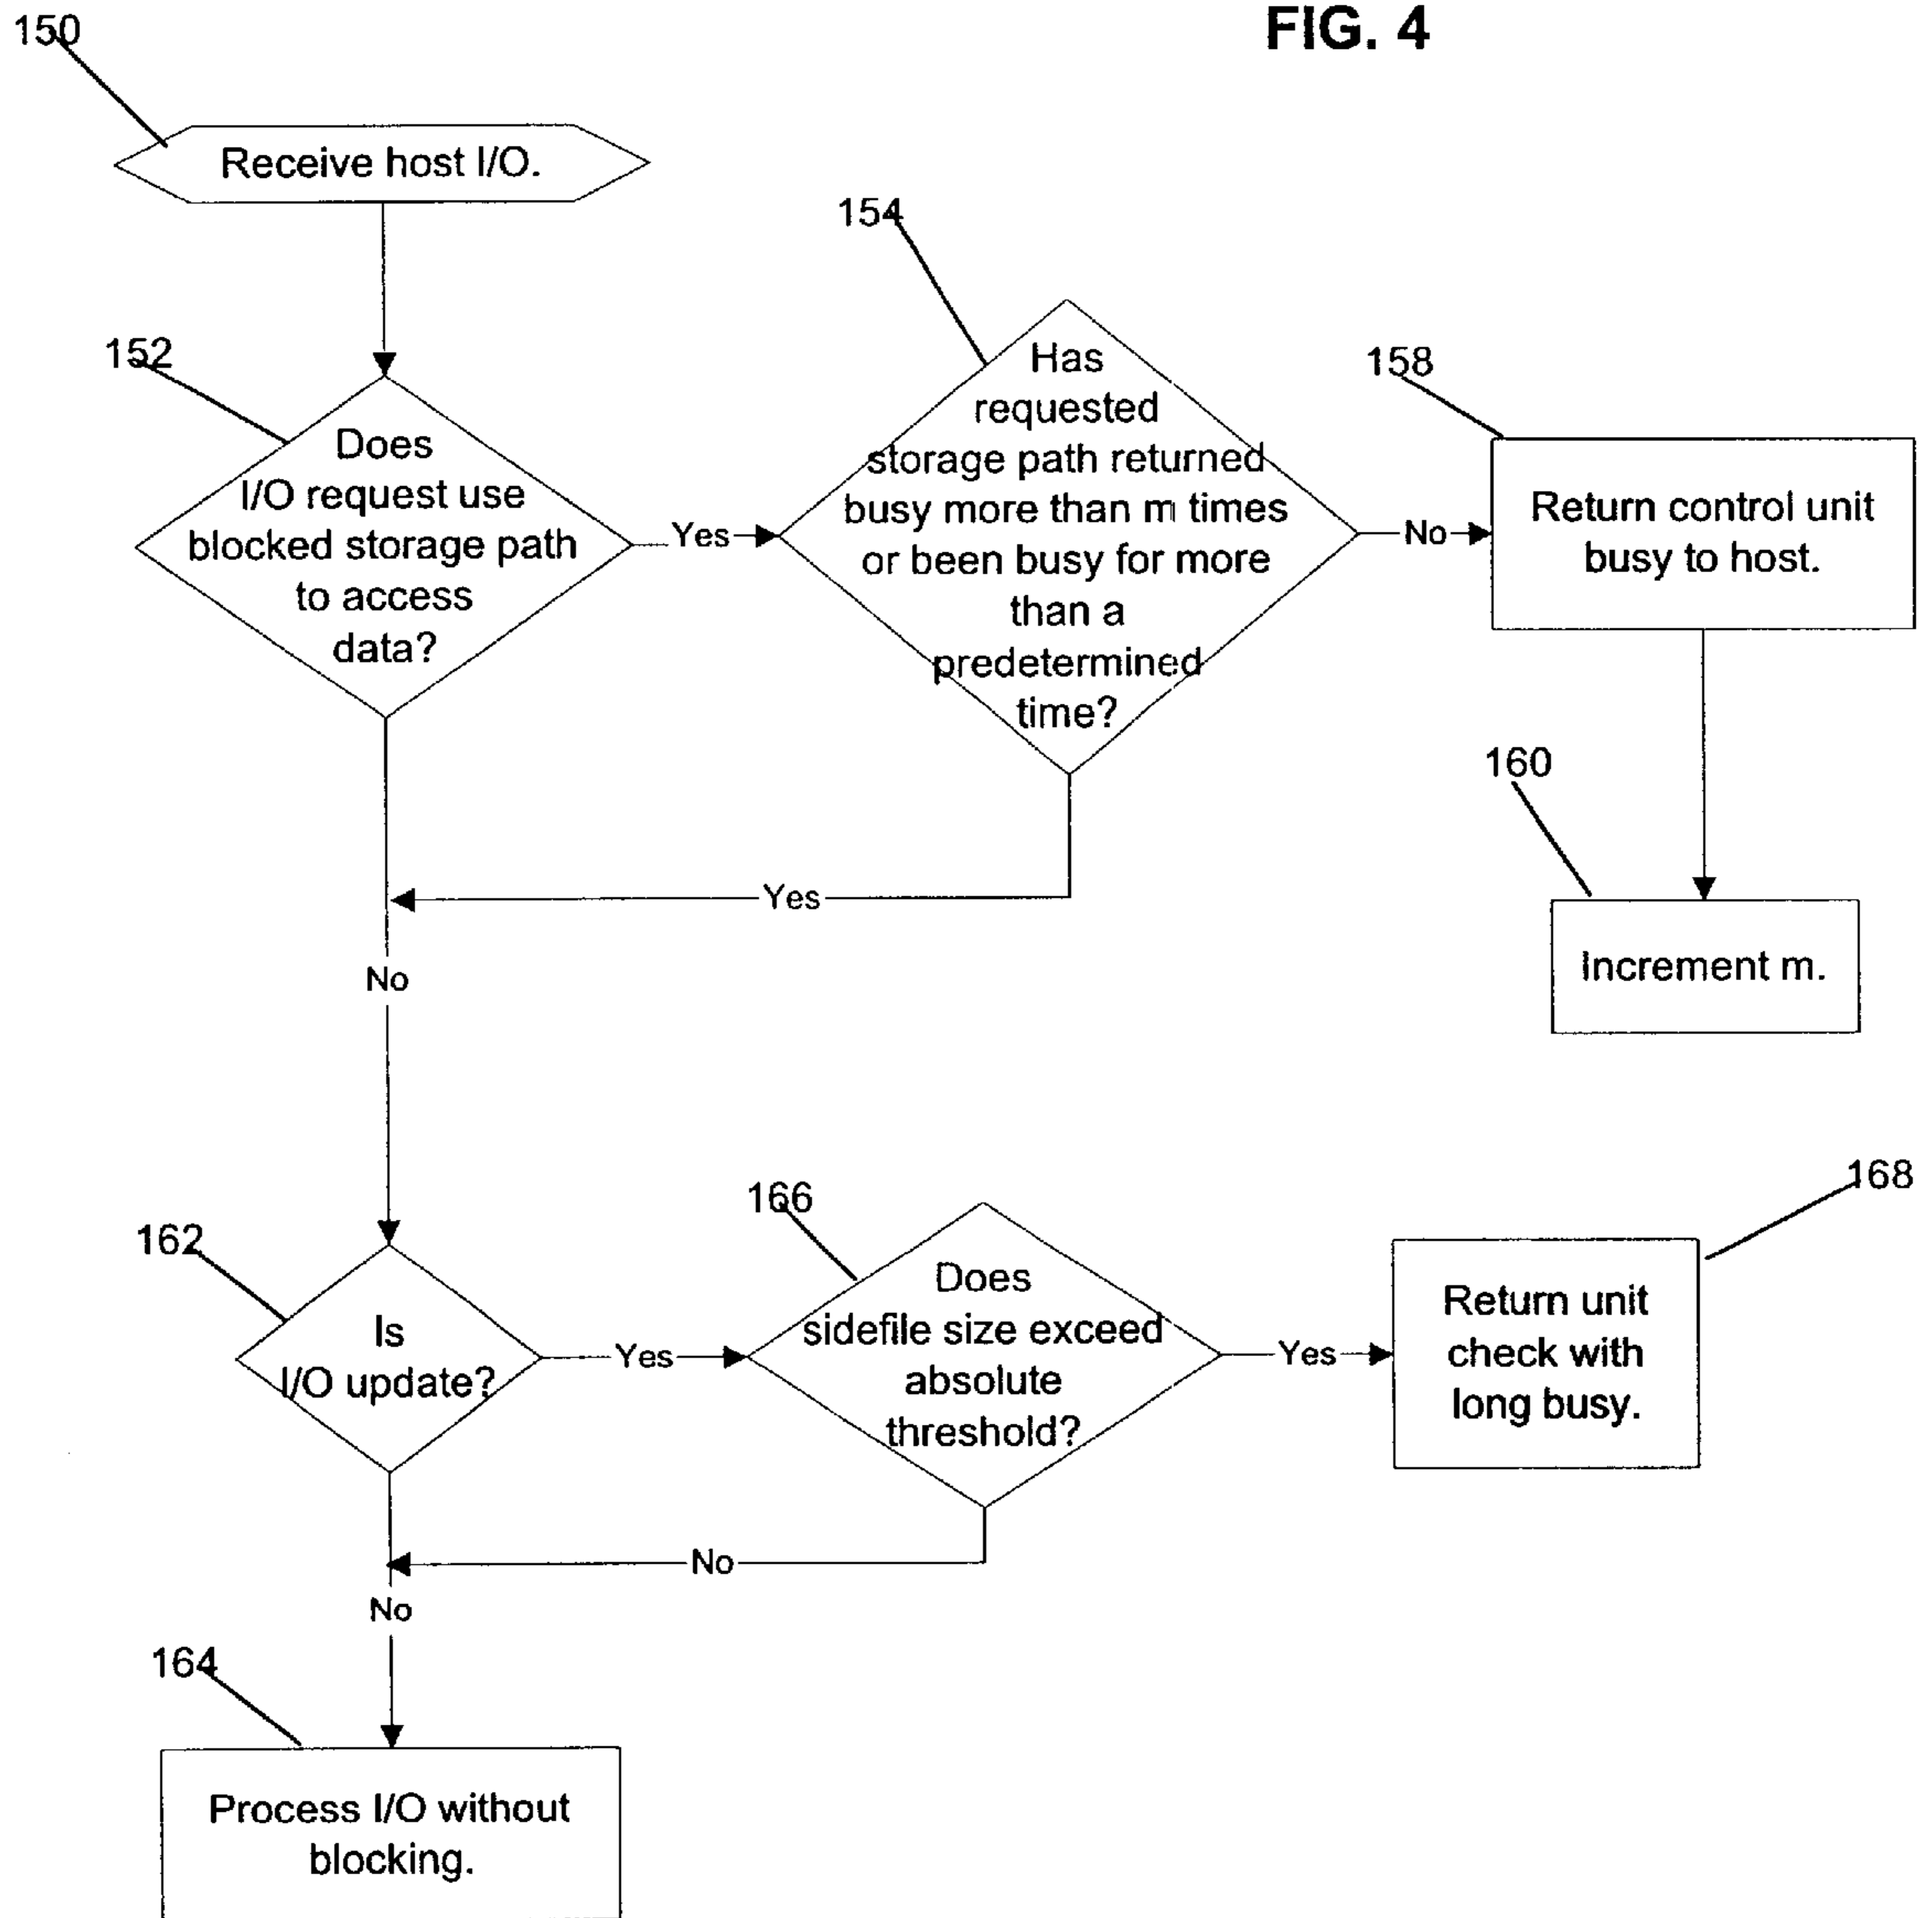 FIG. 4
150
Receive host I/O.
152
Does
I/O request use
blocked storage path
to access
data?
Yes
154
Has
requested
storage path returned
busy more than m times
or been busy for more
than a
predetermined
time?
No
158
Return control unit
busy to host.
160
Increment m.
Yes
No
162
Is
I/O update?
Yes
166
Does
sidefile size exceed
absolute
threshold?
Yes
168
Return unit
check with
long busy.
No
No
164
Process I/O without
blocking.